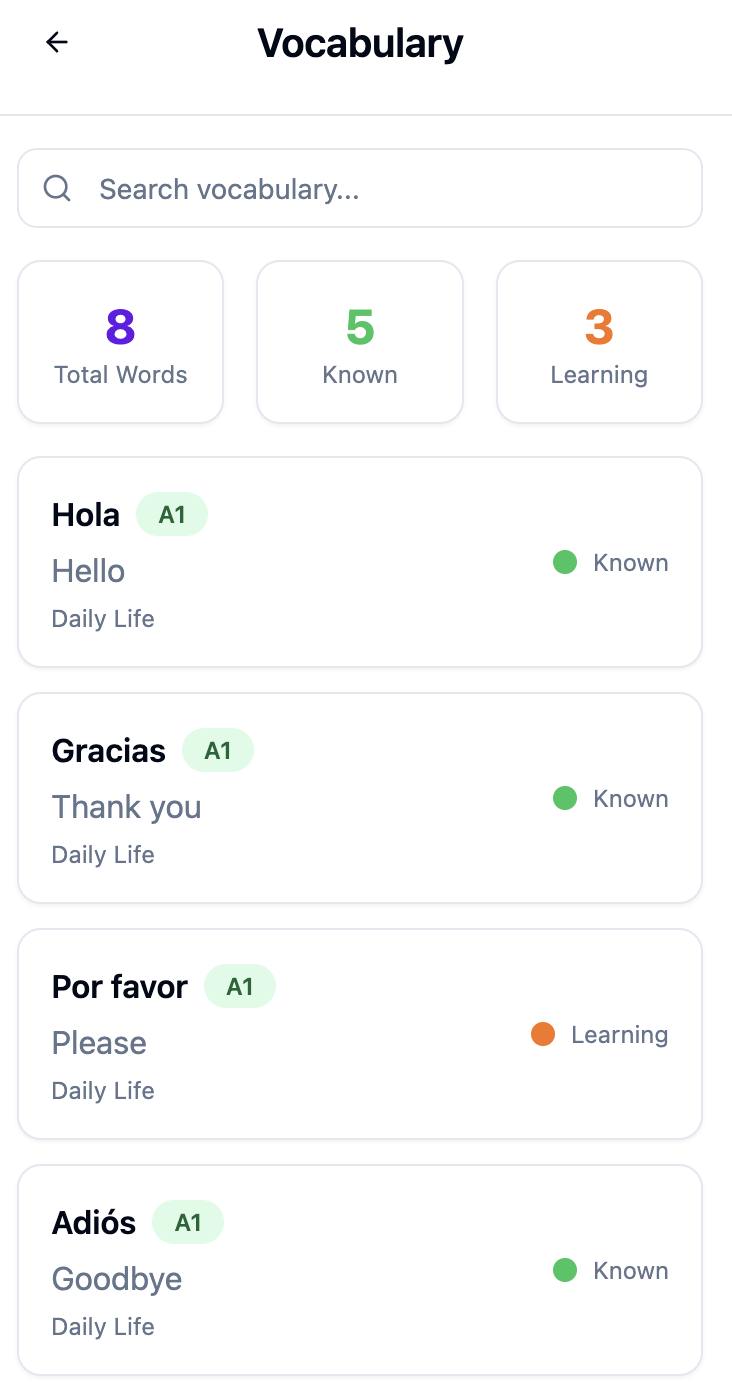 Vocabulary
Search vocabulary...
8 5 3
Total Words Known Learning
Hola A1
Hello
Known
Daily Life
Gracias A1
Thank you
Known
Daily Life
Por favor A1
Please
Learning
Daily Life
Adiós A1
Goodbye
Known
Daily Life